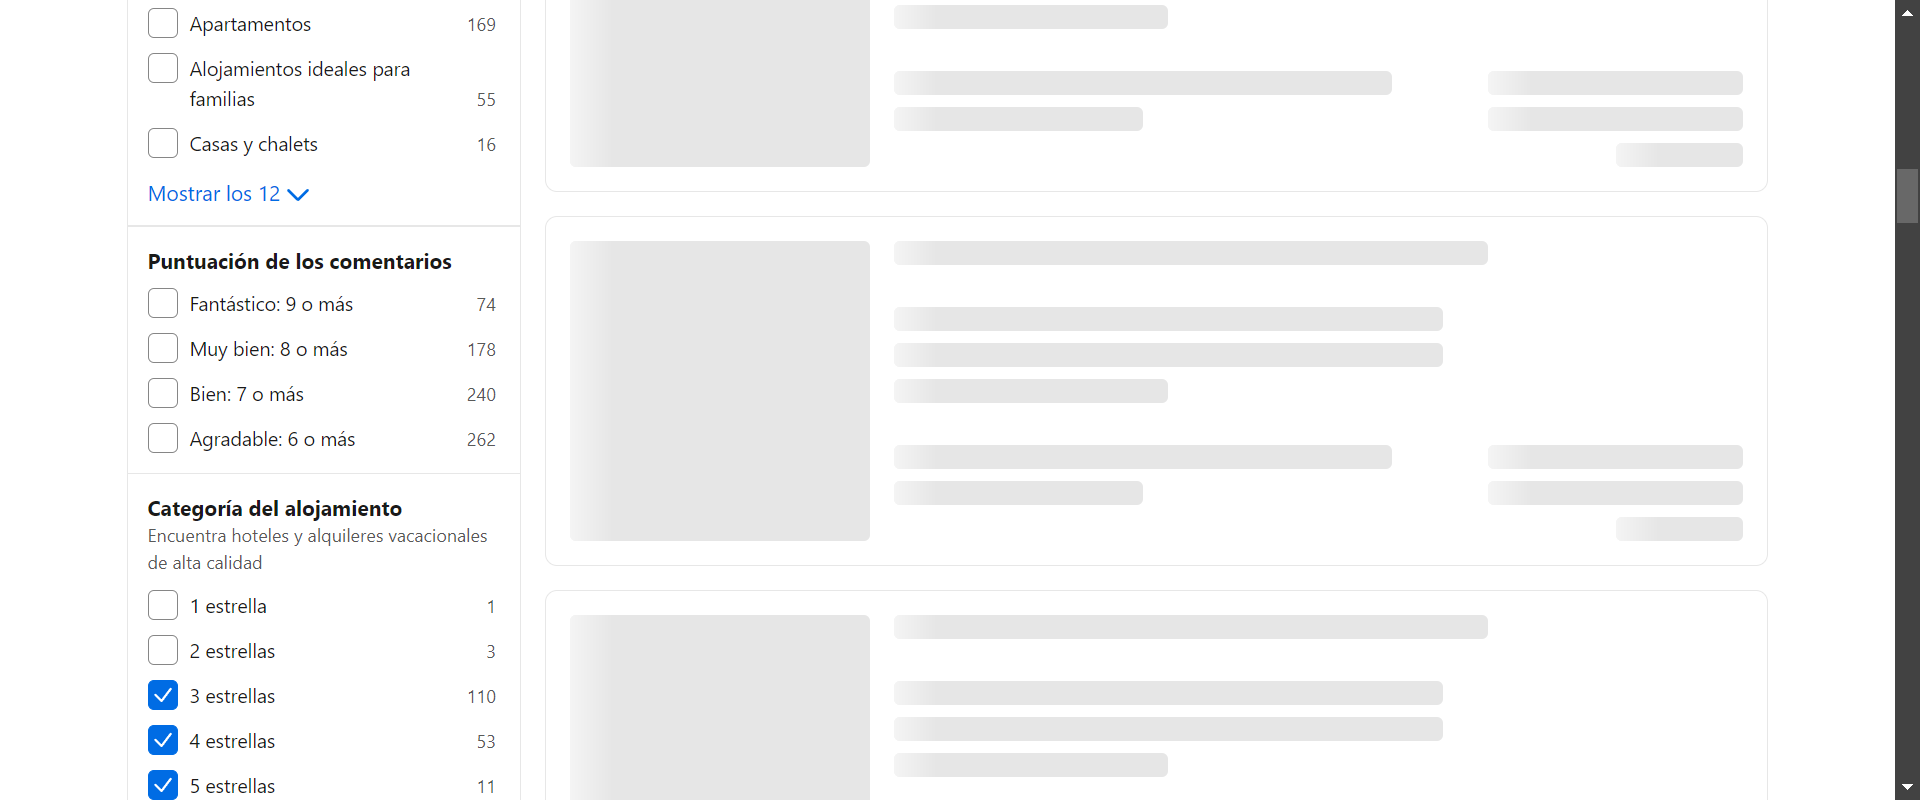 Apartamentos 169
Alojamientos ideales para
familias 55
Casas y chalets 16
Mostrar los 12
Puntuación de los comentarios
Fantástico: 9 o más 74
Muy bien: 8 o más 178
Bien: 7 o más 240
Agradable: 6 o más 262
Categoría del alojamiento
Encuentra hoteles y alquileres vacacionales
de alta calidad
1 estrella 1
2 estrellas 3
3 estrellas 110
4 estrellas 53
5 estrellas 11